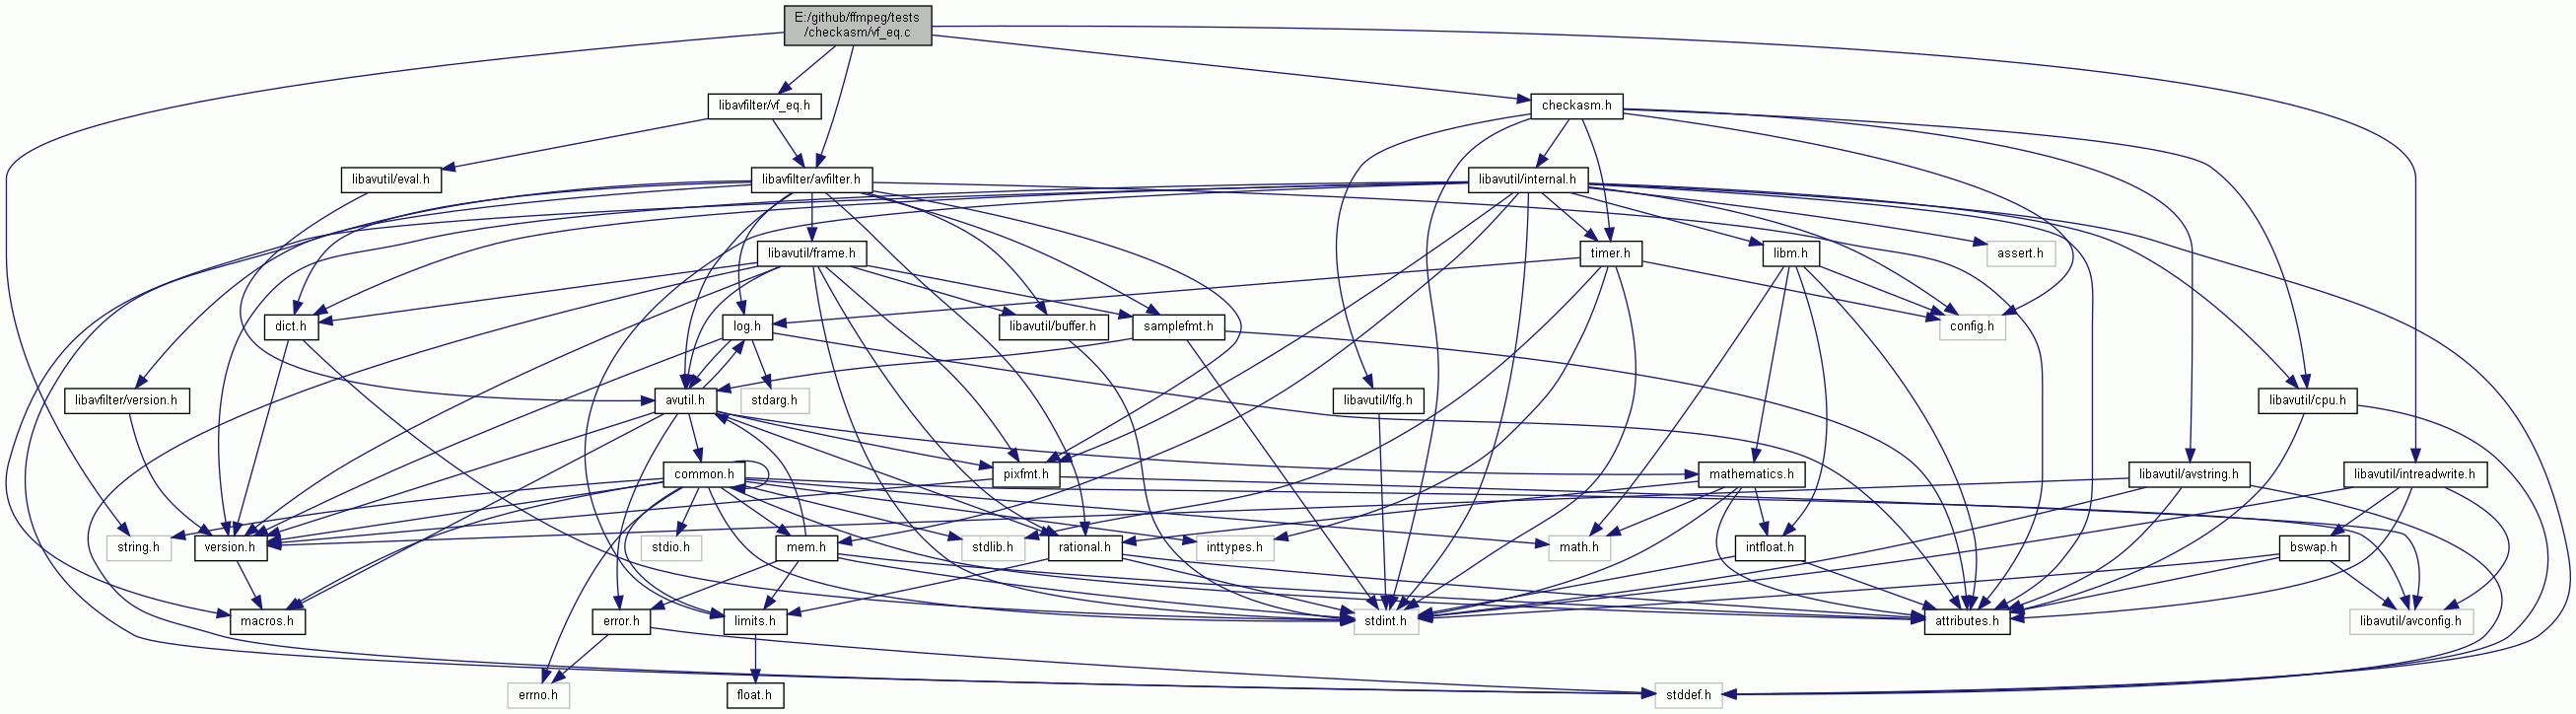 E:/github/ffmpeg/tests
/checkasm/vf_eq.c
libavfilter/vf_eq.h
checkasm.h
libavutil/eval.h
libavfilter/avfilter.h
libavutil/internal.h
libavutil/frame.h
timer.h
libm.h
assert.h
dict.h
log.h
libavutil/buffer.h
samplefmt.h
config.h
libavfilter/version.h
avutil.h
stdarg.h
libavutil/lfg.h
libavutil/cpu.h
common.h
pixfmt.h
mathematics.h
libavutil/avstring.h
libavutil/intreadwrite.h
string.h
version.h
stdio.h
mem.h
stdlib.h
rational.h
inttypes.h
math.h
intfloat.h
bswap.h
macros.h
error.h
limits.h
stdint.h
attributes.h
libavutil/avconfig.h
errno.h
float.h
stddef.h